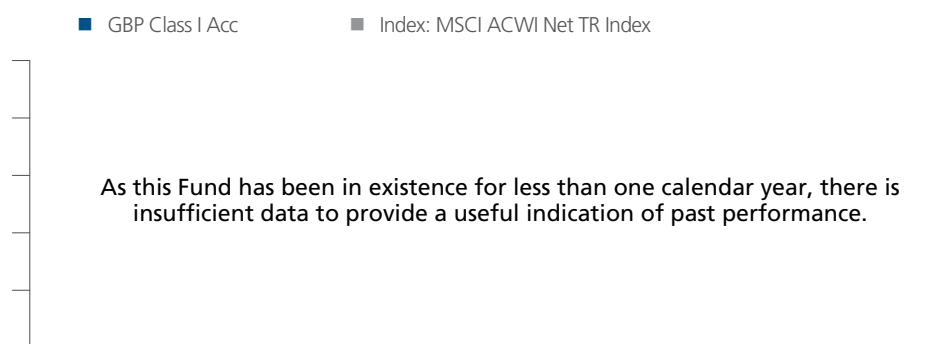 GBP Class I Acc Index: MSCI ACWI Net TR Index
As this Fund has been in existence for less than one calendar year, there is
insufficient data to provide a useful indication of past performance.